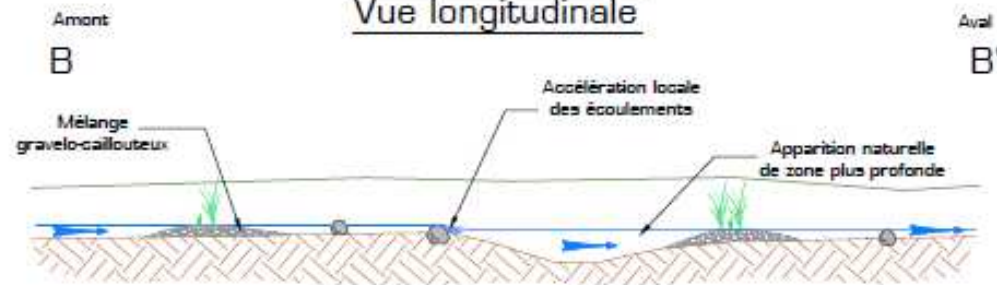 Vue longitudinale
Amont
Aval
B
B'
Accélération locale
des écoulements
Mélange
gravelo-caillouteux
Apparition naturelle
de zone plus profonde